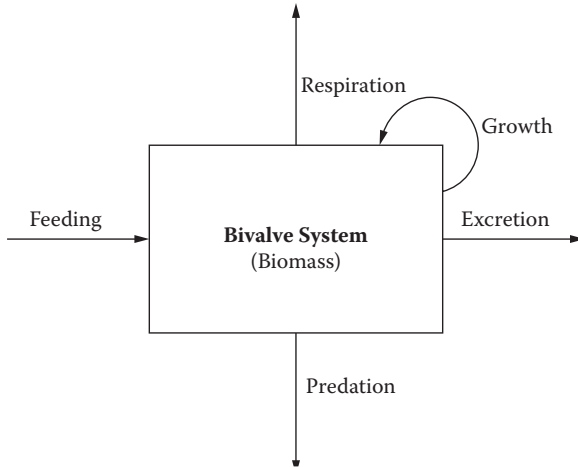 Respiration
Growth
Feeding
Bivalve System
(Biomass)
Excretion
Predation